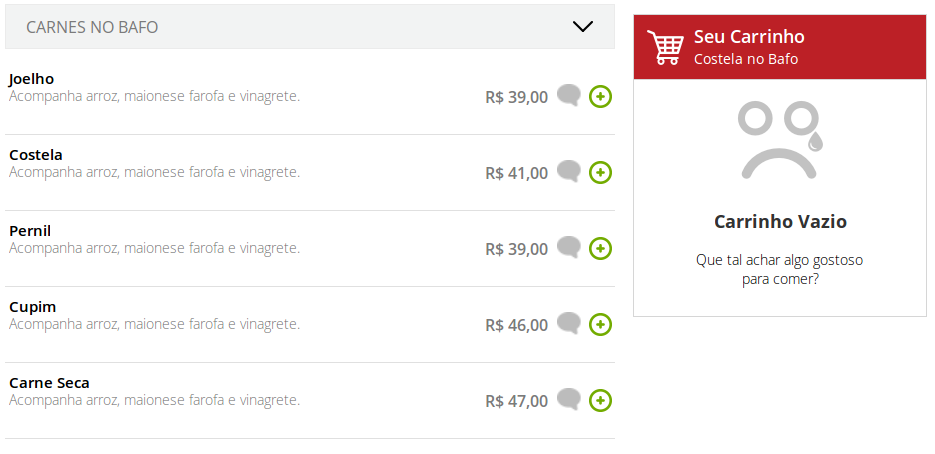 CARNES NO BAFO
Joelho
Acompanha arroz, maionese farofa e vinagrete.
R$ 39,00
Costela
Acompanha arroz, maionese farofa e vinagrete.
R$ 41,00
Pernil
Acompanha arroz, maionese farofa e vinagrete.
R$ 39,00
Cupim
Acompanha arroz, maionese farofa e vinagrete.
R$ 46,00
Carne Seca
Acompanha arroz, maionese farofa e vinagrete.
R$ 47,00
Seu Carrinho
Costela no Bafo
Carrinho Vazio
Que tal achar algo gostoso
para comer?